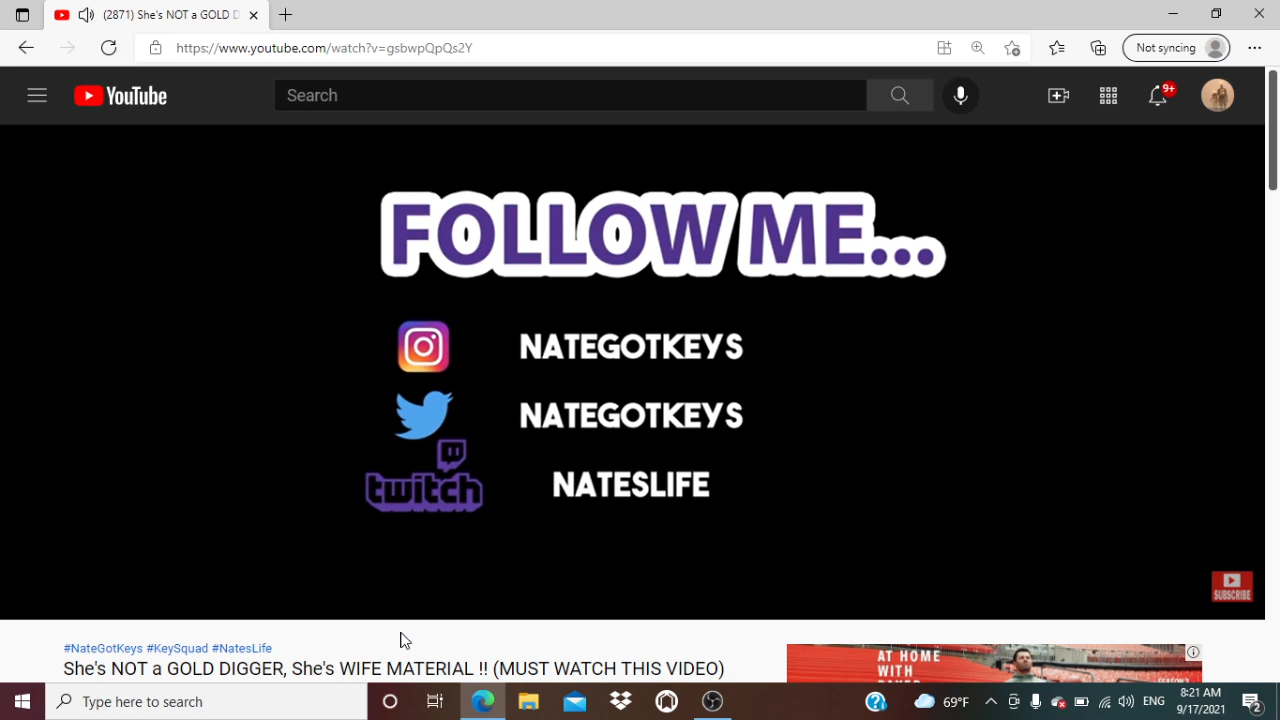 (2871) She's NOT a GOLD D
https://www.youtube.com/watch?v=gsbwpQpQs2Y
Not syncing
YouTube
Search
9+
FOLLOW ME...
NATEGOTKEYS
NATEGOTKEYS
twitch NATESLIFE
SUBSCRIBE
#NateGotKeys #KeySquad #NatesLife
She's NOT a GOLD DIGGER, She's WIFE MATERIAL !! (MUST WATCH THIS VIDEO)
AT HOME
WITH
Type here to search
69°F
ENG
8:21 AM
9/17/2021
2